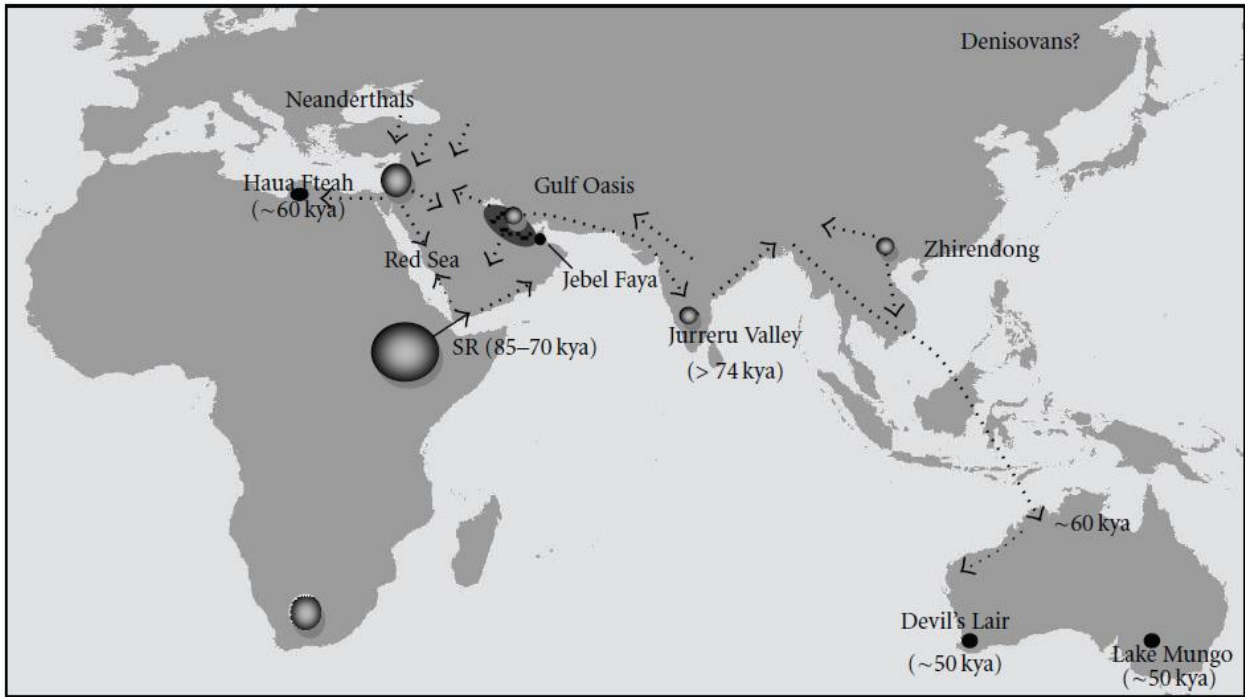 Denisovans?
Neanderthals
Haua Fteah
(~60 kya)
Gulf Oasis
Zhirendong
Red Sea
Jebel Faya
SR (85–70 kya)
Jurreru Valley
(> 74 kya)
~60 kya
Devil's Lair
(~50 kya)
Lake Mungo
(~50 kya)